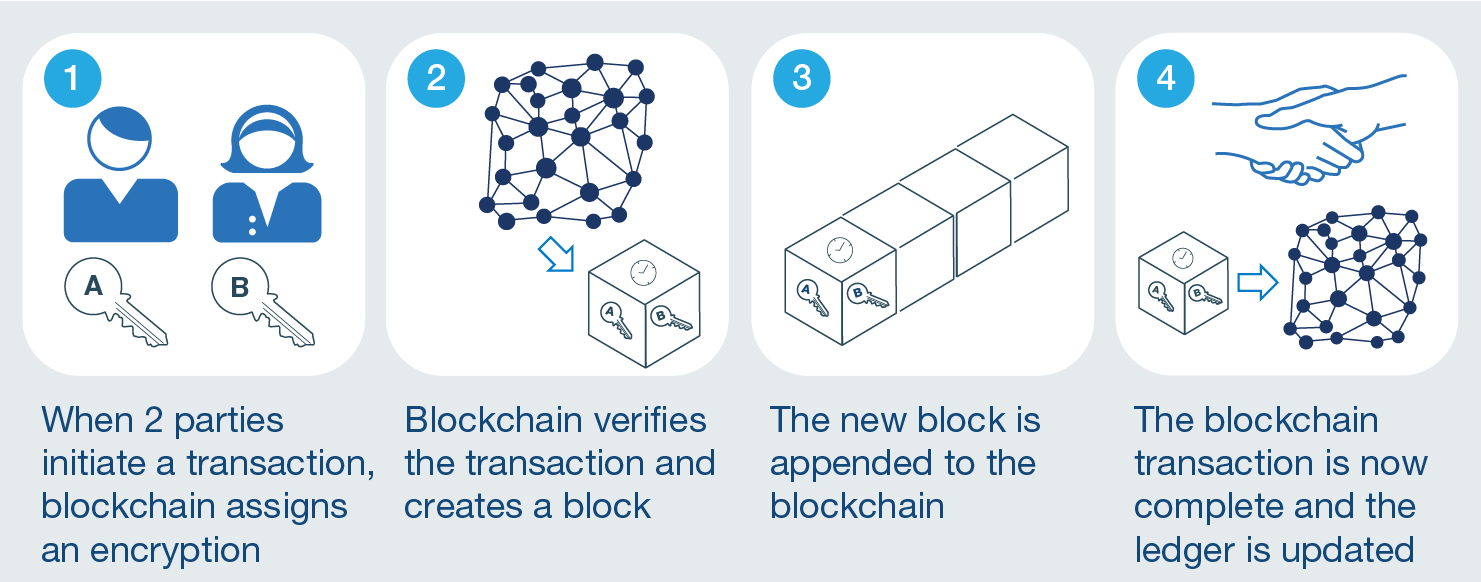 1
A
B
When 2 parties
initiate a transaction,
blockchain assigns
an encryption
2
A
B
Blockchain verifies
the transaction and
creates a block
3
A
B
The new block is
appended to the
blockchain
4
A
B
The blockchain
transaction is now
complete and the
ledger is updated